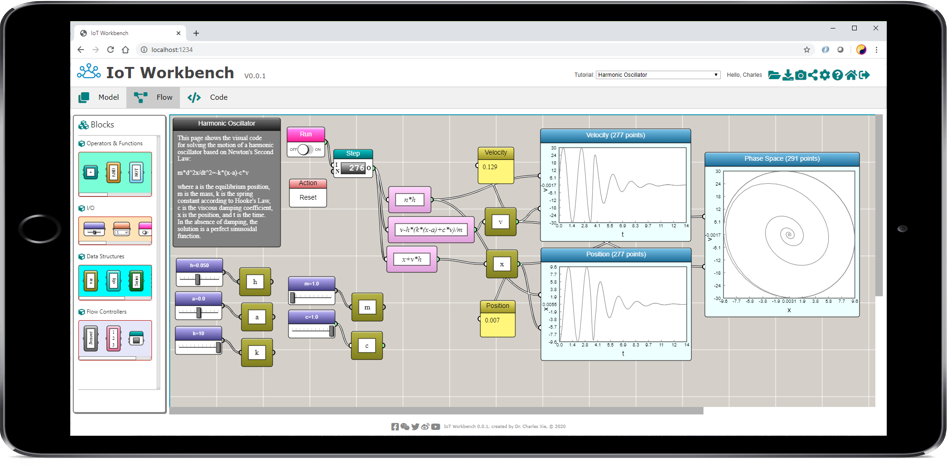 IoT Workbench
localhost:1234
IoT Workbench V0.0.1
Tutorial: Harmonic Oscillator Hello, Charles
Model Flow Code
Blocks
Operators & Functions
I/O
Data Structures
Flow Controllers
Harmonic Oscillator
This page shows the visual code
for solving the motion of a harmonic
oscillator based on Newton's Second
Law:
m*d^2x/dt^2=-k*(x-a)-c*v
where a is the equilibrium position,
m is the mass, k is the spring
constant according to Hooke's Law,
c is the viscous damping coefficient,
x is the position, and t is the time.
In the absence of damping, the
solution is a perfect sinusoidal
function.
Run
OFF ON
Action
Reset
Step
276
n*h
v-h*(k*(x-a)+c*v)/m
x+v*h
Velocity
0.129
v
x
Position
0.007
h=0.050
h
a=0.0
a
k=10
k
m=1.0
m
c=1.0
c
Velocity (277 points)
30
24
18
12
6
-0.0017
v
-6
-12
-18
-24
-30
0 1.4 2.8 4.1 5.5 6.9 8.3 9.7 11 12 14
t
Position (277 points)
9.6
7.7
5.8
3.8
1.9
x
-1.9
-3.8
-5.7
-7.7
-9.6
0 1.4 2.8 4.1 5.5 6.9 8.3 9.7 11 12 14
t
Phase Space (291 points)
30
24
18
12
6
-0.0017
v
-6
-12
-18
-24
-30
-9.6 -7.7 -5.7 -3.8 -1.9 0.0031 1.9 3.8 5.8 7.7 9.6
x
IoT Workbench 0.0.1, created by Dr. Charles Xie, © 2020